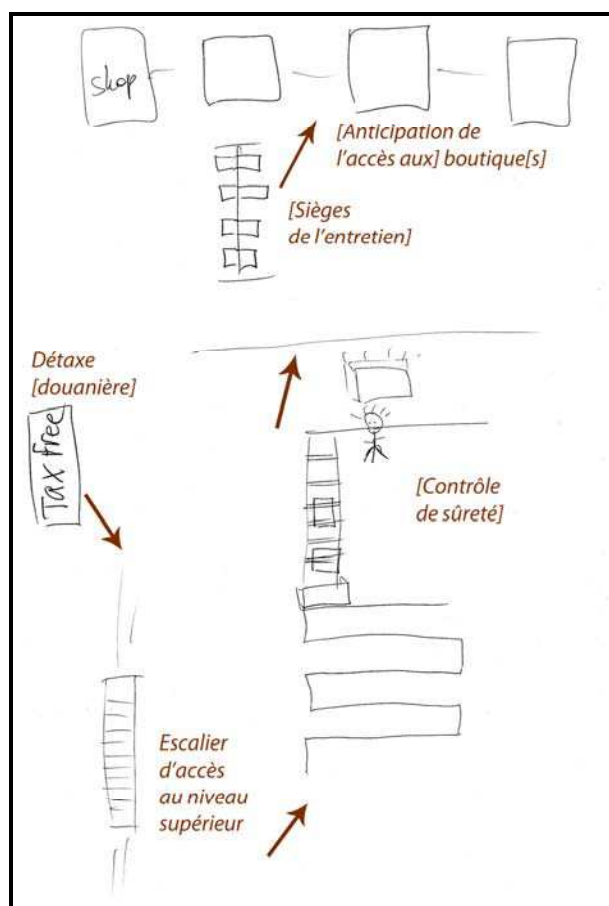 shop
[Anticipation de
l'accès aux] boutique[s]
[Sièges
de l'entretien]
Détaxe
[douanière]
Tax free
[Contrôle
de sûreté]
Escalier
d'accès
au niveau
supérieur